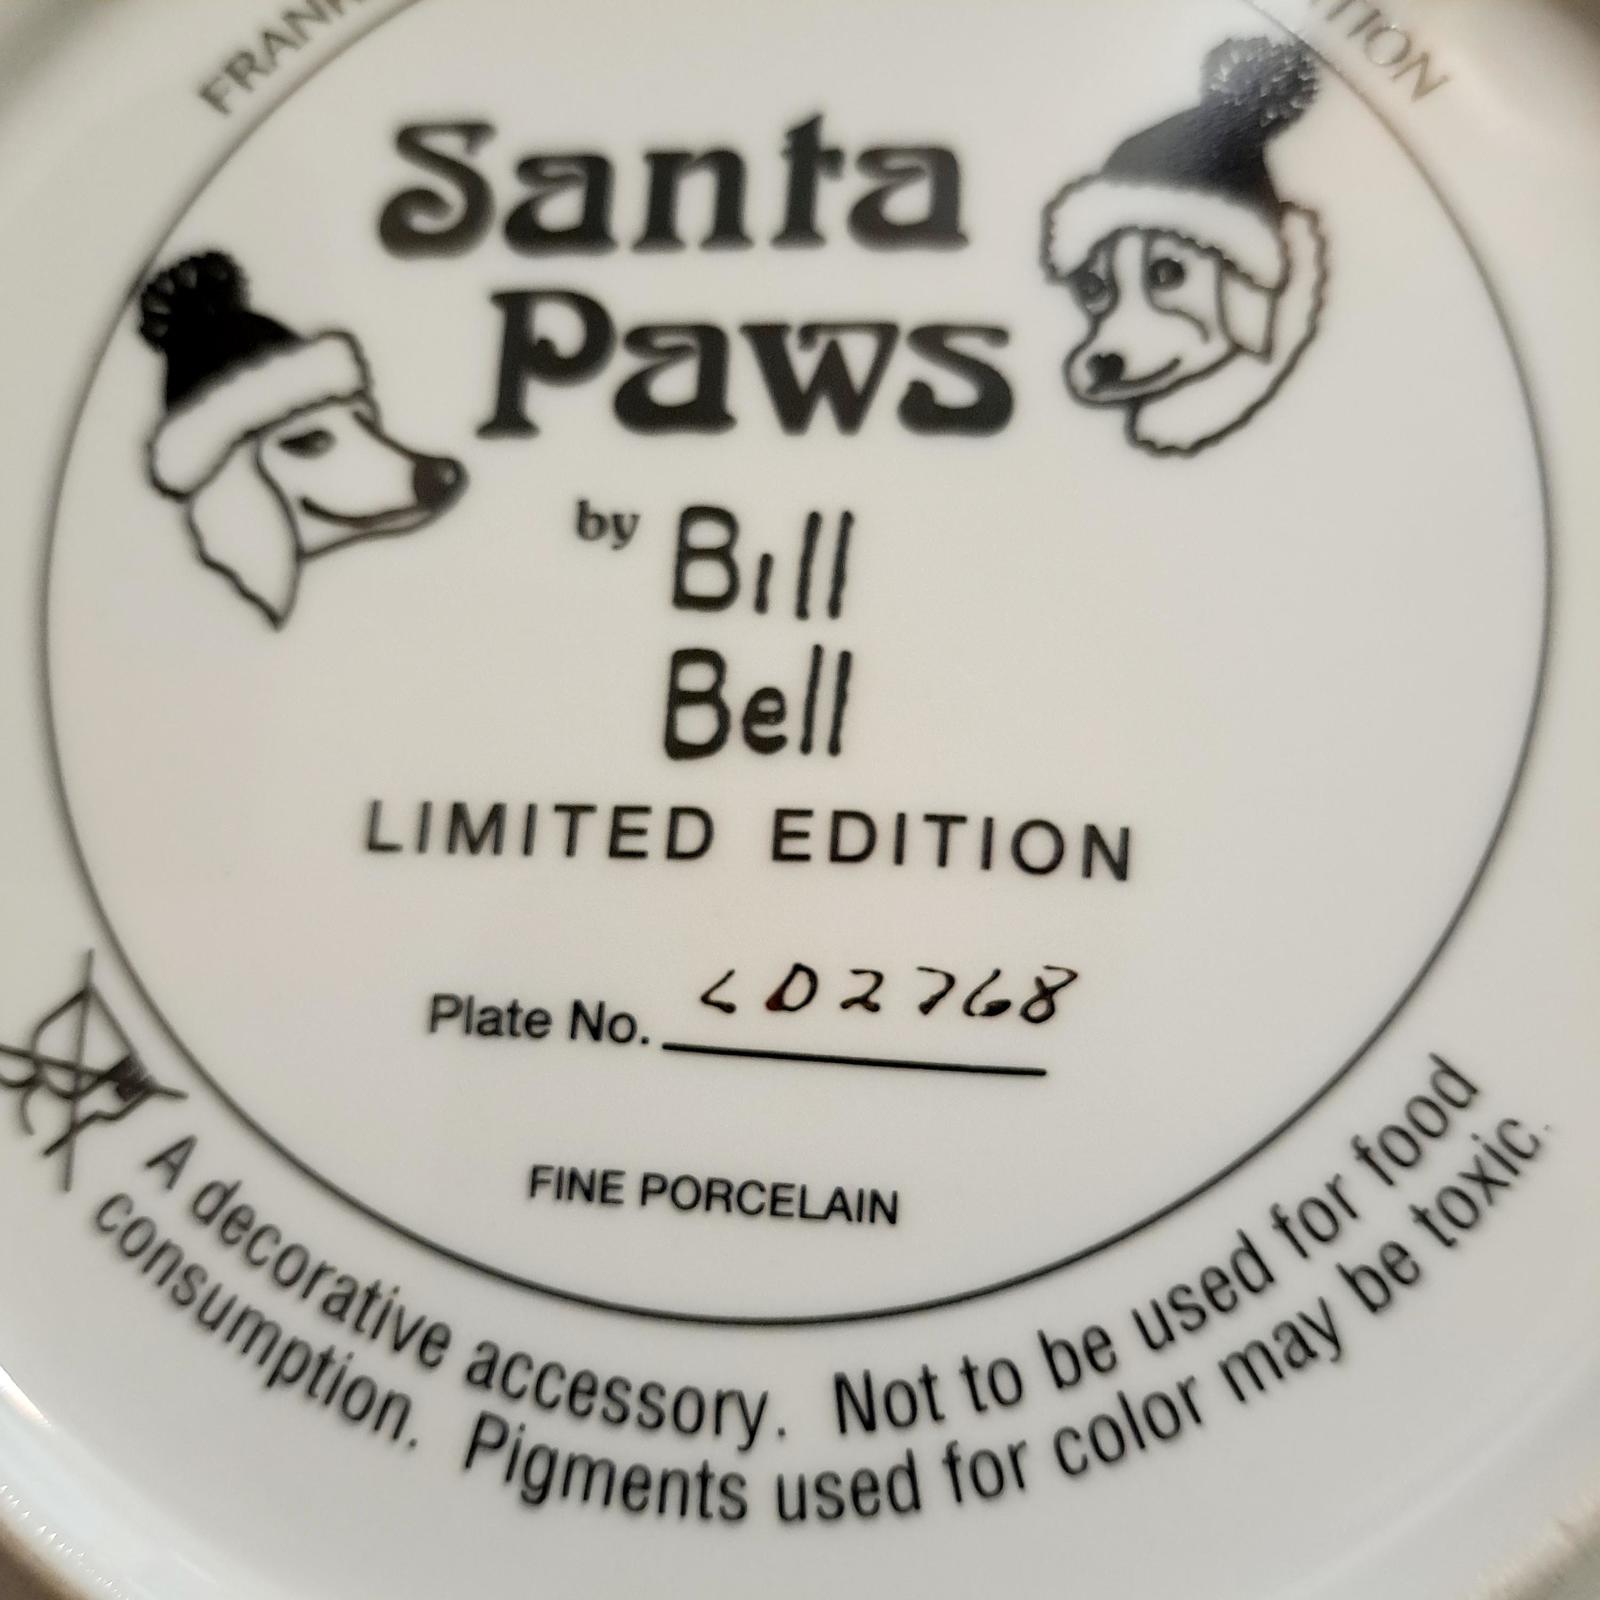 Santa
Paws
by Bill
Bell
LIMITED EDITION
Plate No. LD2768
FINE PORCELAIN
A decorative accessory. Not to be used for food
consumption. Pigments used for color may be toxic.